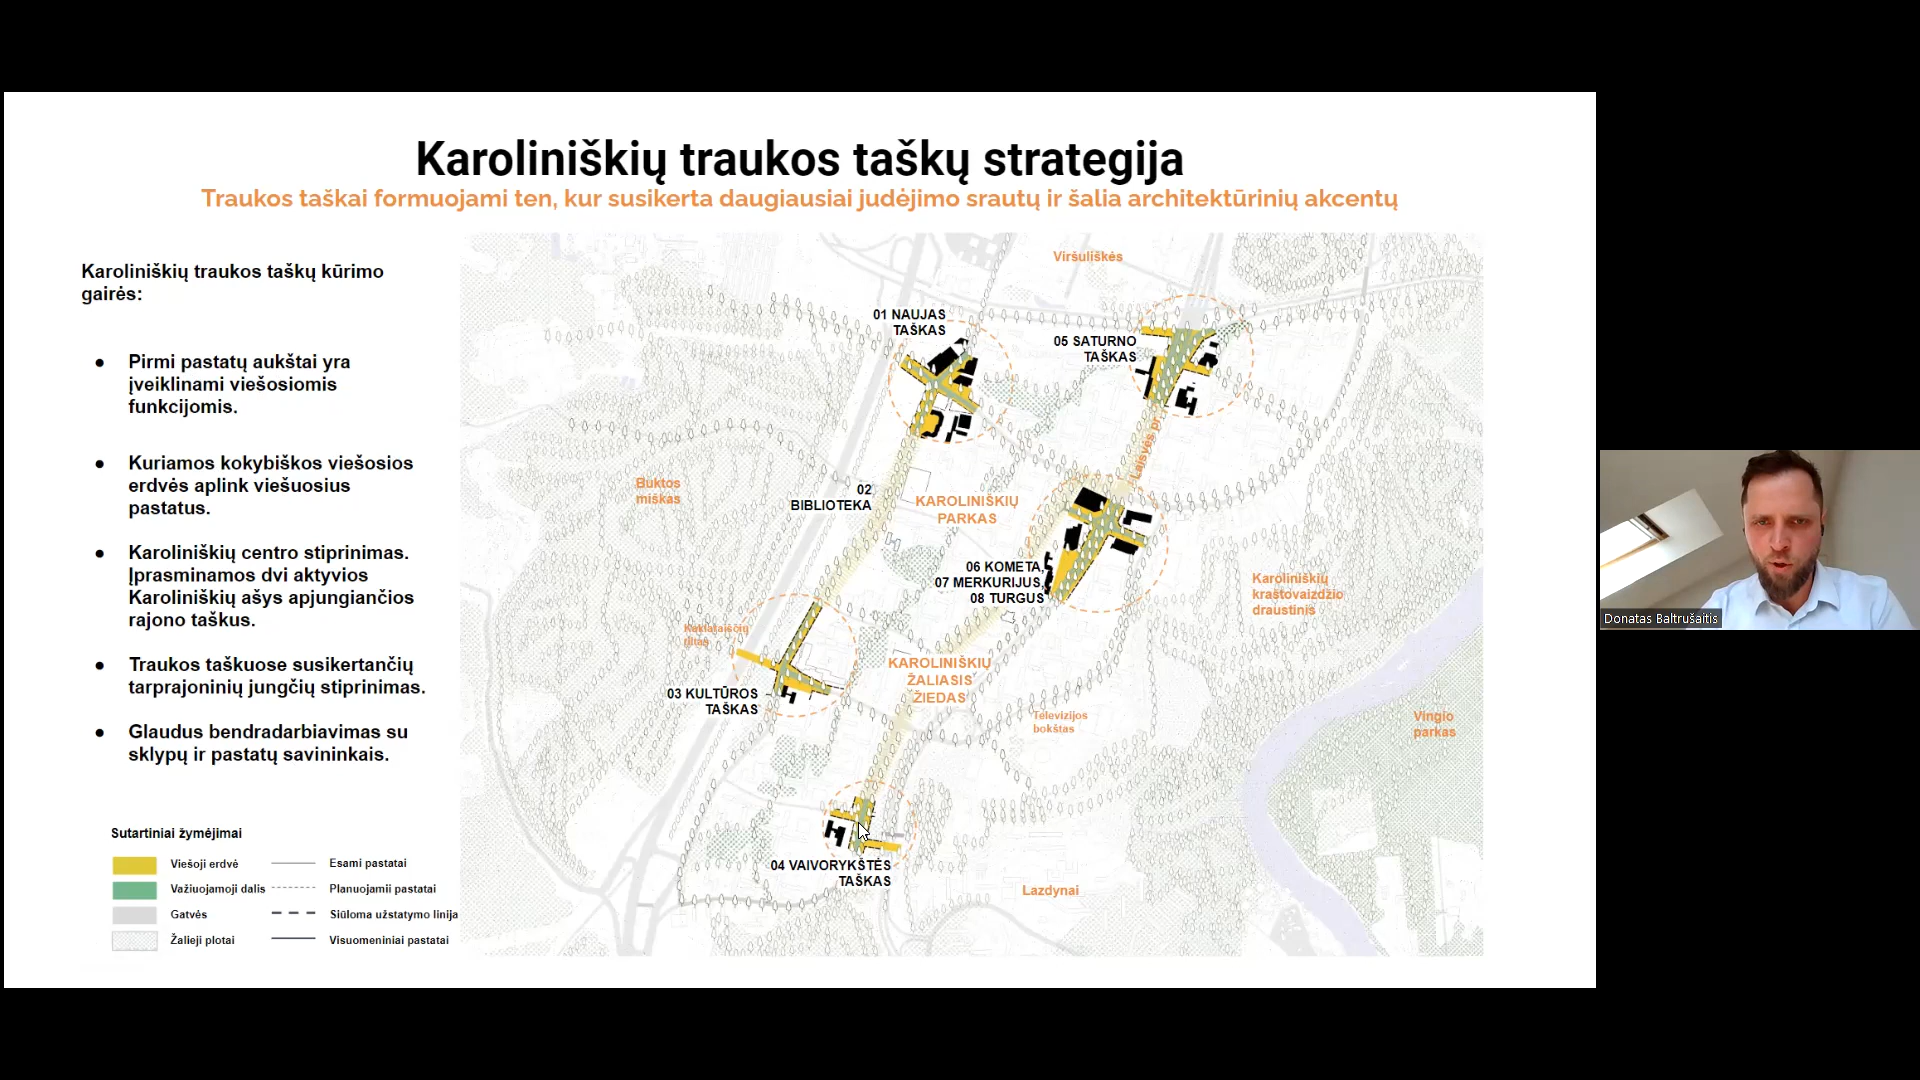 Karoliniškių traukos taškų strategija
Traukos taškai formuojami ten, kur susikerta daugiausiai judėjimo srautų ir šalia architektūrinių akcentų
Karoliniškių traukos taškų kūrimo
gairės:
● Pirmi pastatų aukštai yra
įveiklinami viešosiomis
funkcijomis.
● Kuriamos kokybiškos viešosios
erdvės aplink viešuosius
pastatus.
● Karoliniškių centro stiprinimas.
Įprasminamos dvi aktyvios
Karoliniškių ašys apjungiančios
rajono taškus.
● Traukos taškuose susikertančių
tarprajoninių jungčių stiprinimas.
● Glaudus bendradarbiavimas su
sklypų ir pastatų savininkais.
Sutartiniai žymėjimai
Viešoji erdvė
Važiuojamoji dalis
Gatvės
Žalieji plotai
Esami pastatai
Planuojamii pastatai
Siūloma užstatymo linija
Visuomeniniai pastatai
Viršuliškės
01 NAUJAS
TAŠKAS
05 SATURNO
TAŠKAS
Laisvės pr.
Buktos
miškas
02
BIBLIOTEKA
KAROLINIŠKIŲ
PARKAS
06 KOMETA,
07 MERKURIJUS,
08 TURGUS
Karoliniškių
kraštovaizdžio
draustinis
tiltas
03 KULTŪROS
TAŠKAS
KAROLINIŠKIŲ
ŽALIASIS
ŽIEDAS
Televizijos
bokštas
Vingio
parkas
04 VAIVORYKŠTĖS
TAŠKAS
Lazdynai
Donatas Baltrušaitis